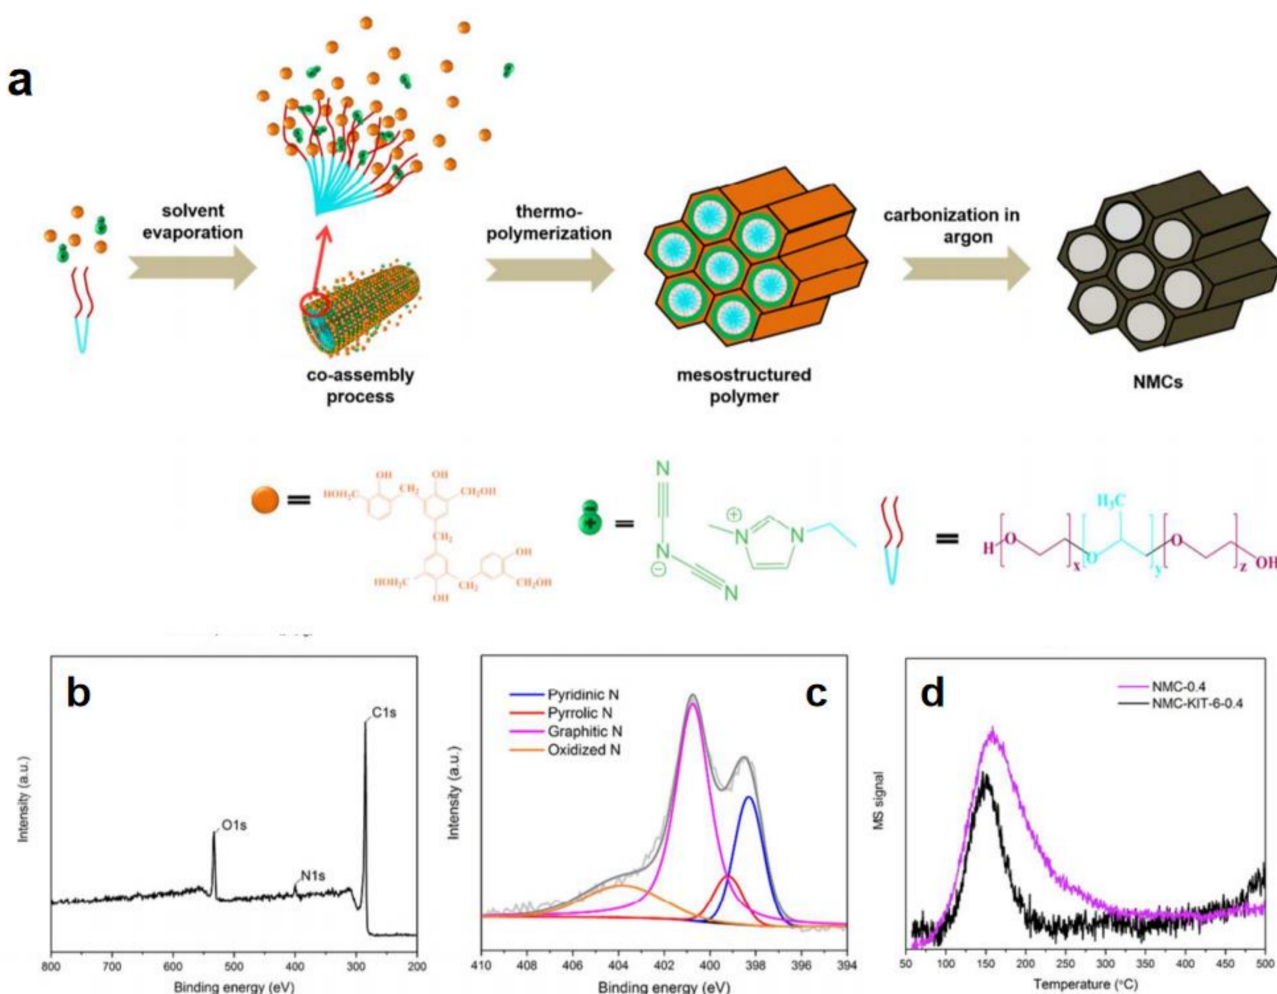 a
solvent
evaporation
thermo-
polymerization
carbonization in
argon
co-assembly
process
mesostructured
polymer
NMCs
=
OH
OH
HOH₂C
CH₂
CH₂OH
CH₂
OH
HOH₂C
CH₂
CH₂OH
OH
=
N
N
N
N
N
=
H₃C
H
O
x
O
y
O
z
OH
b
C1s
O1s
N1s
Intensity (a.u.)
800 700 600 500 400 300 200
Binding energy (eV)
c
Pyridinic N
Pyrrolic N
Graphitic N
Oxidized N
Intensity (a.u.)
410 408 406 404 402 400 398 396 394
Binding energy (eV)
d
NMC-0.4
NMC-KIT-6-0.4
MS signal
50 100 150 200 250 300 350 400 450 500
Temperature (°C)